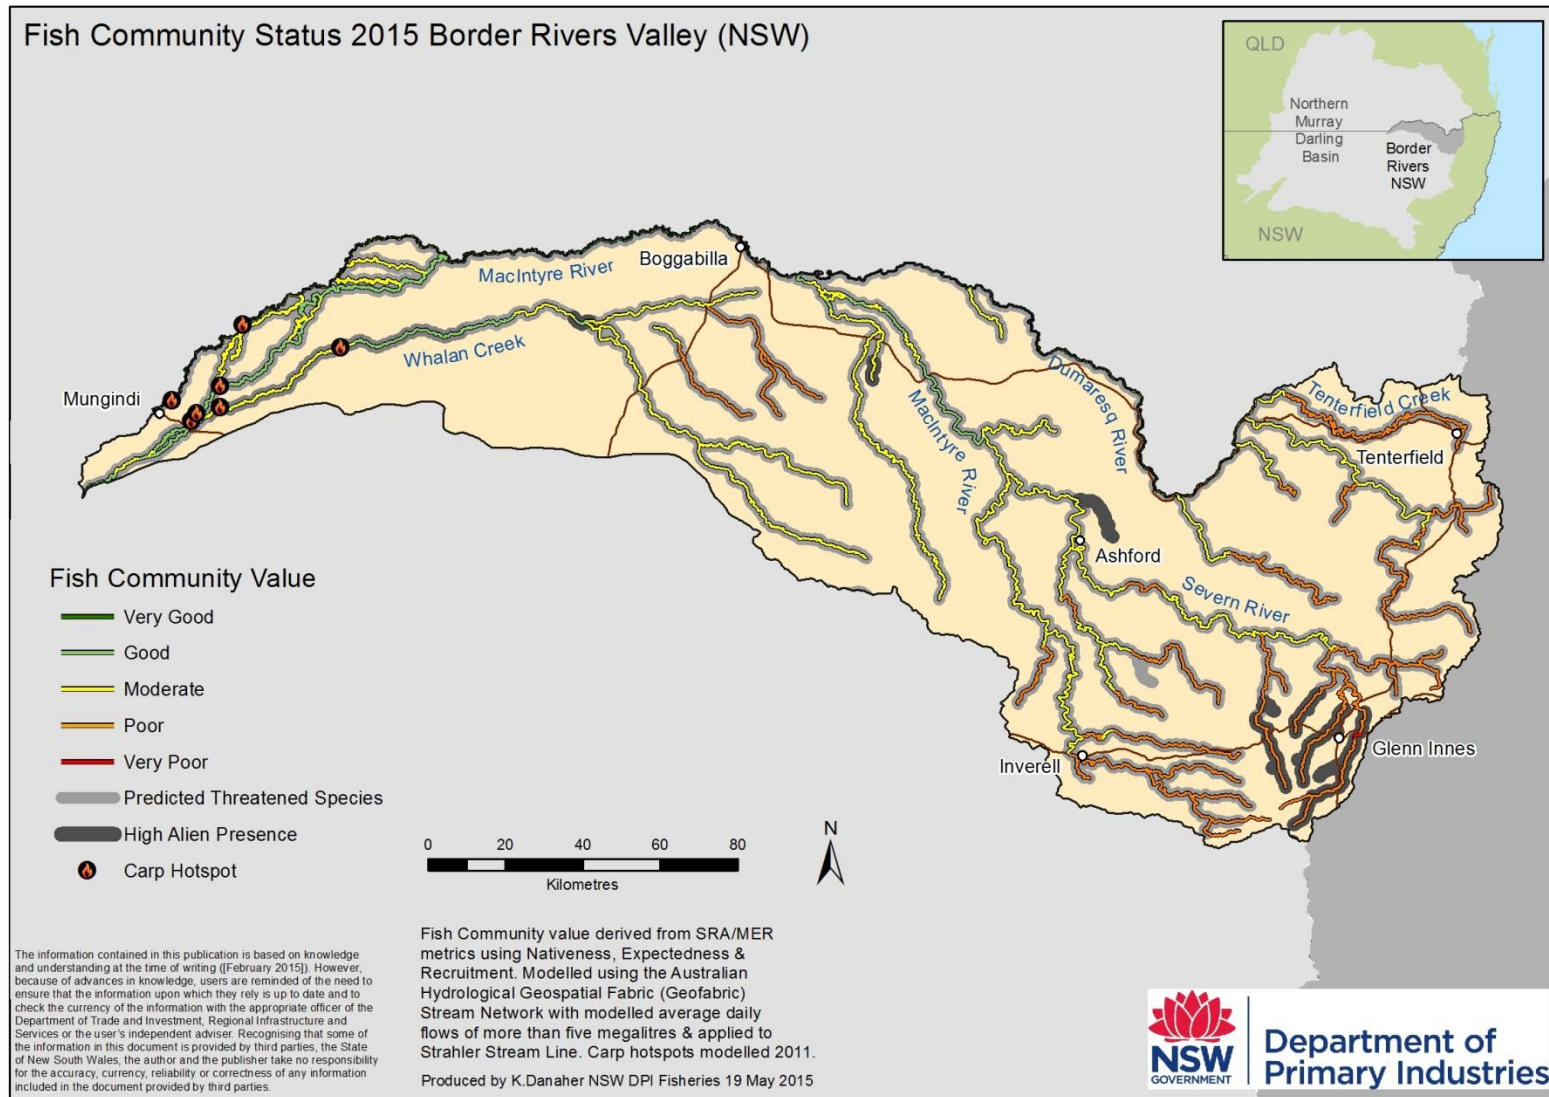 Fish Community Status 2015 Border Rivers Valley (NSW)
QLD
Northern
Murray
Darling
Basin
Border
Rivers
NSW
NSW
Boggabilla
MacIntyre River
Whalan Creek
Mungindi
MacIntyre River
Dumaresq River
Tenterfield Creek
Tenterfield
Ashford
Severn River
Inverell
Glenn Innes
Fish Community Value
Very Good
Good
Moderate
Poor
Very Poor
Predicted Threatened Species
High Alien Presence
Carp Hotspot
0 20 40 60 80
Kilometres
N
The information contained in this publication is based on knowledge
and understanding at the time of writing ([February 2015]). However,
because of advances in knowledge, users are reminded of the need to
ensure that the information upon which they rely is up to date and to
check the currency of the information with the appropriate officer of the
Department of Trade and Investment, Regional Infrastructure and
Services or the user's independent adviser. Recognising that some of
the information in this document is provided by third parties, the State
of New South Wales, the author and the publisher take no responsibility
for the accuracy, currency, reliability or correctness of any information
included in the document provided by third parties.
Fish Community value derived from SRA/MER
metrics using Nativeness, Expectedness &
Recruitment. Modelled using the Australian
Hydrological Geospatial Fabric (Geofabric)
Stream Network with modelled average daily
flows of more than five megalitres & applied to
Strahler Stream Line. Carp hotspots modelled 2011.
Produced by K.Danaher NSW DPI Fisheries 19 May 2015
NSW
GOVERNMENT
Department of
Primary Industries